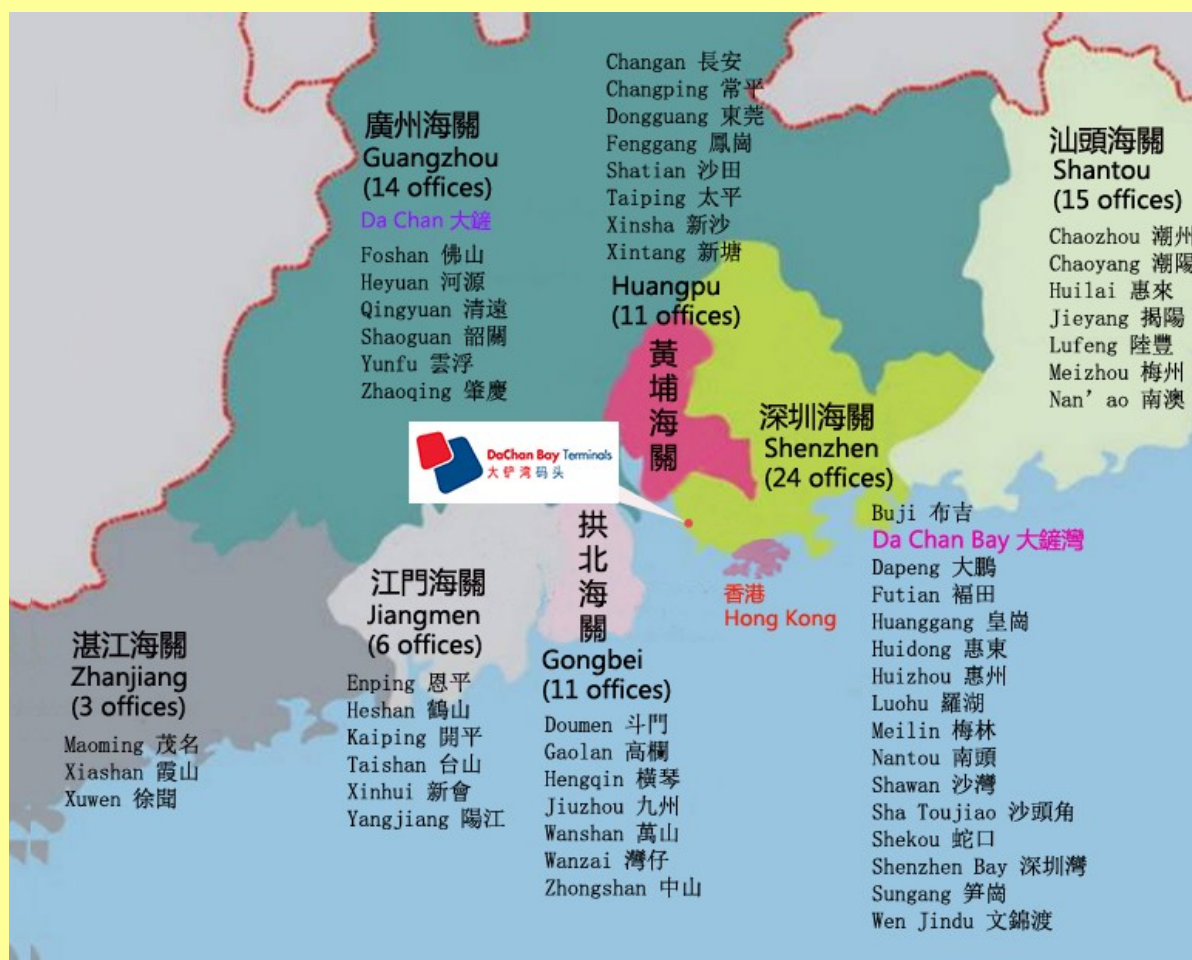 廣州海關
Guangzhou
(14 offices)
Da Chan 大鏟
Foshan 佛山
Heyuan 河源
Qingyuan 清遠
Shaoguan 韶關
Yunfu 雲浮
Zhaoqing 肇慶
Changan 長安
Changping 常平
Dongguang 東莞
Fenggang 鳳崗
Shatian 沙田
Taiping 太平
Xinsha 新沙
Xintang 新塘
Huangpu
(11 offices)
黃
埔
海
關
汕頭海關
Shantou
(15 offices)
Chaozhou 潮州
Chaoyang 潮陽
Huilai 惠來
Jieyang 揭陽
Lufeng 陸豐
Meizhou 梅州
Nan'ao 南澳
DaChan Bay Terminals
大铲湾码头
深圳海關
Shenzhen
(24 offices)
Buji 布吉
Da Chan Bay 大鏟灣
Dapeng 大鵬
Futian 福田
Huanggang 皇崗
Huidong 惠東
Huizhou 惠州
Luohu 羅湖
Meilin 梅林
Nantou 南頭
Shawan 沙灣
Sha Toujiao 沙頭角
Shekou 蛇口
Shenzhen Bay 深圳灣
Sungang 笋崗
Wen Jindu 文錦渡
香港
Hong Kong
拱
北
海
關
Gongbei
(11 offices)
Doumen 斗門
Gaolan 高欄
Hengqin 橫琴
Jiuzhou 九州
Wanshan 萬山
Wanzai 灣仔
Zhongshan 中山
江門海關
Jiangmen
(6 offices)
Enping 恩平
Heshan 鶴山
Kaiping 開平
Taishan 台山
Xinhui 新會
Yangjiang 陽江
湛江海關
Zhanjiang
(3 offices)
Maoming 茂名
Xiashan 霞山
Xuwen 徐聞